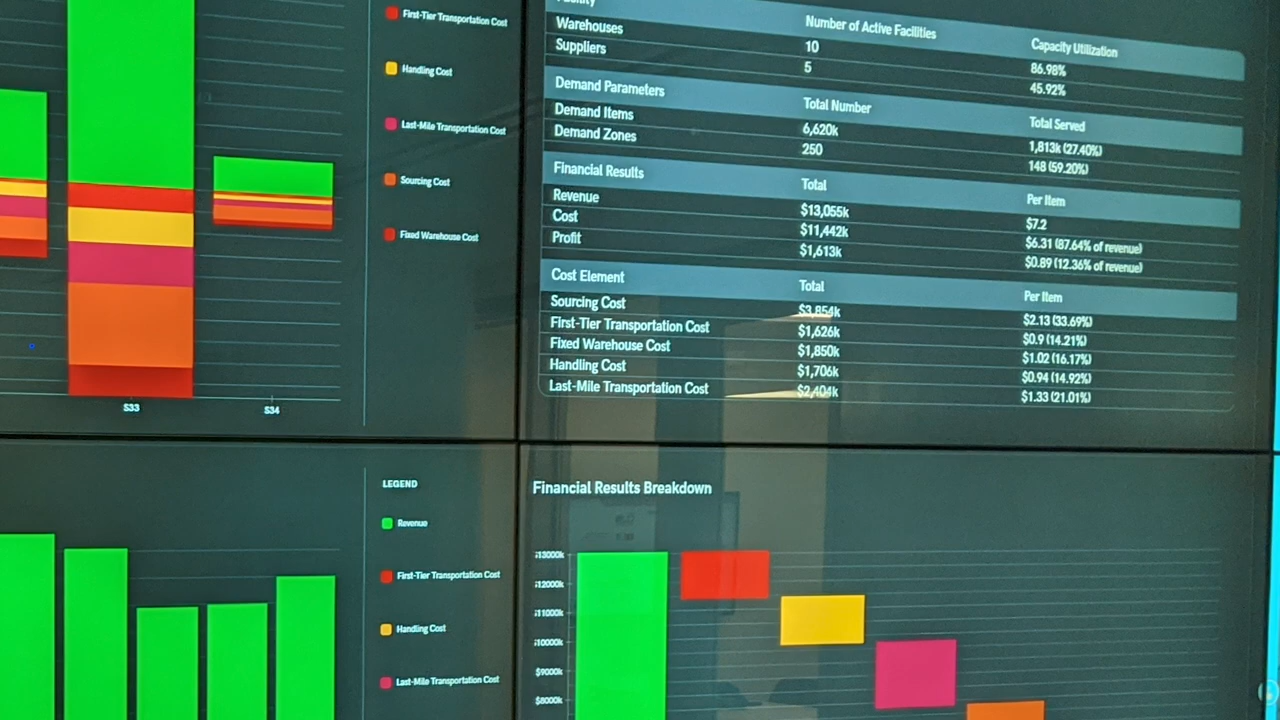 First-Tier Transportation Cost
Handling Cost
Last-Mile Transportation Cost
Sourcing Cost
Fixed Warehouse Cost
S33 S34
Facility Number of Active Facilities Capacity Utilization
Warehouses 10 86.98%
Suppliers 5 45.92%
Demand Parameters Total Number Total Served
Demand Items 6,620k 1,813k (27.40%)
Demand Zones 250 148 (59.20%)
Financial Results Total Per Item
Revenue $13,055k $7.2
Cost $11,442k $6.31 (87.64% of revenue)
Profit $1,613k $0.89 (12.36% of revenue)
Cost Element Total Per Item
Sourcing Cost $3,854k $2.13 (33.69%)
First-Tier Transportation Cost $1,626k $0.9 (14.21%)
Fixed Warehouse Cost $1,850k $1.02 (16.17%)
Handling Cost $1,706k $0.94 (14.92%)
Last-Mile Transportation Cost $2,404k $1.33 (21.01%)
LEGEND
Revenue
First-Tier Transportation Cost
Handling Cost
Last-Mile Transportation Cost
Financial Results Breakdown
$13000k
$12000k
$11000k
$10000k
$9000k
$8000k